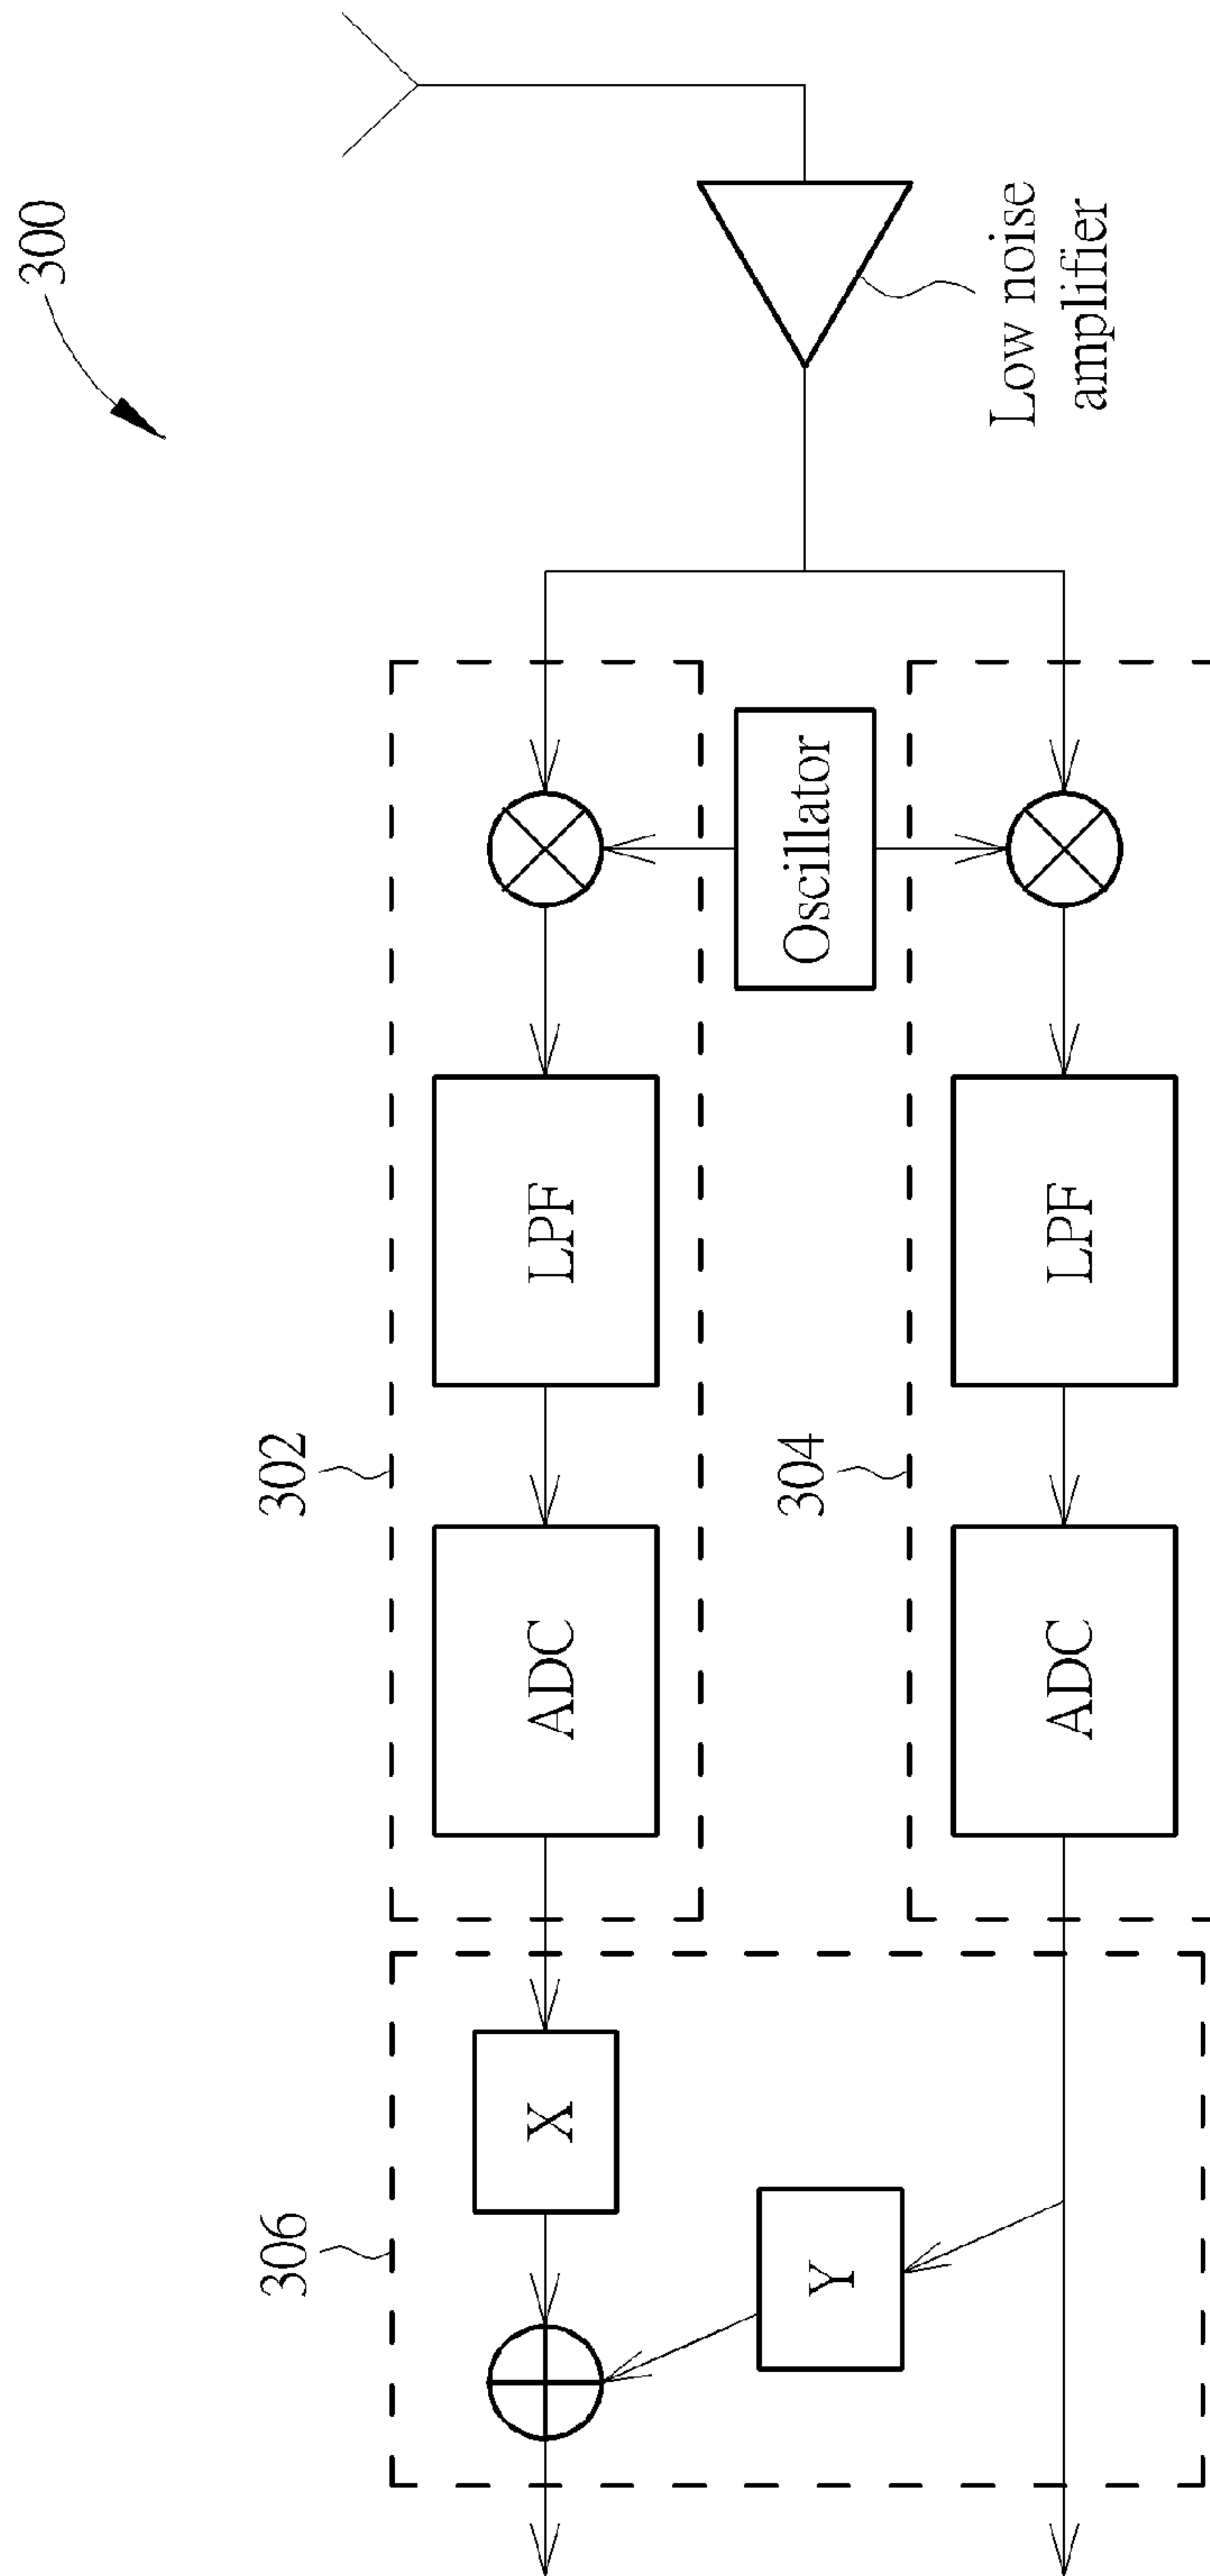 300
Low noise
amplifier
Oscillator
302
LPF
ADC
304
LPF
ADC
306
X
Y